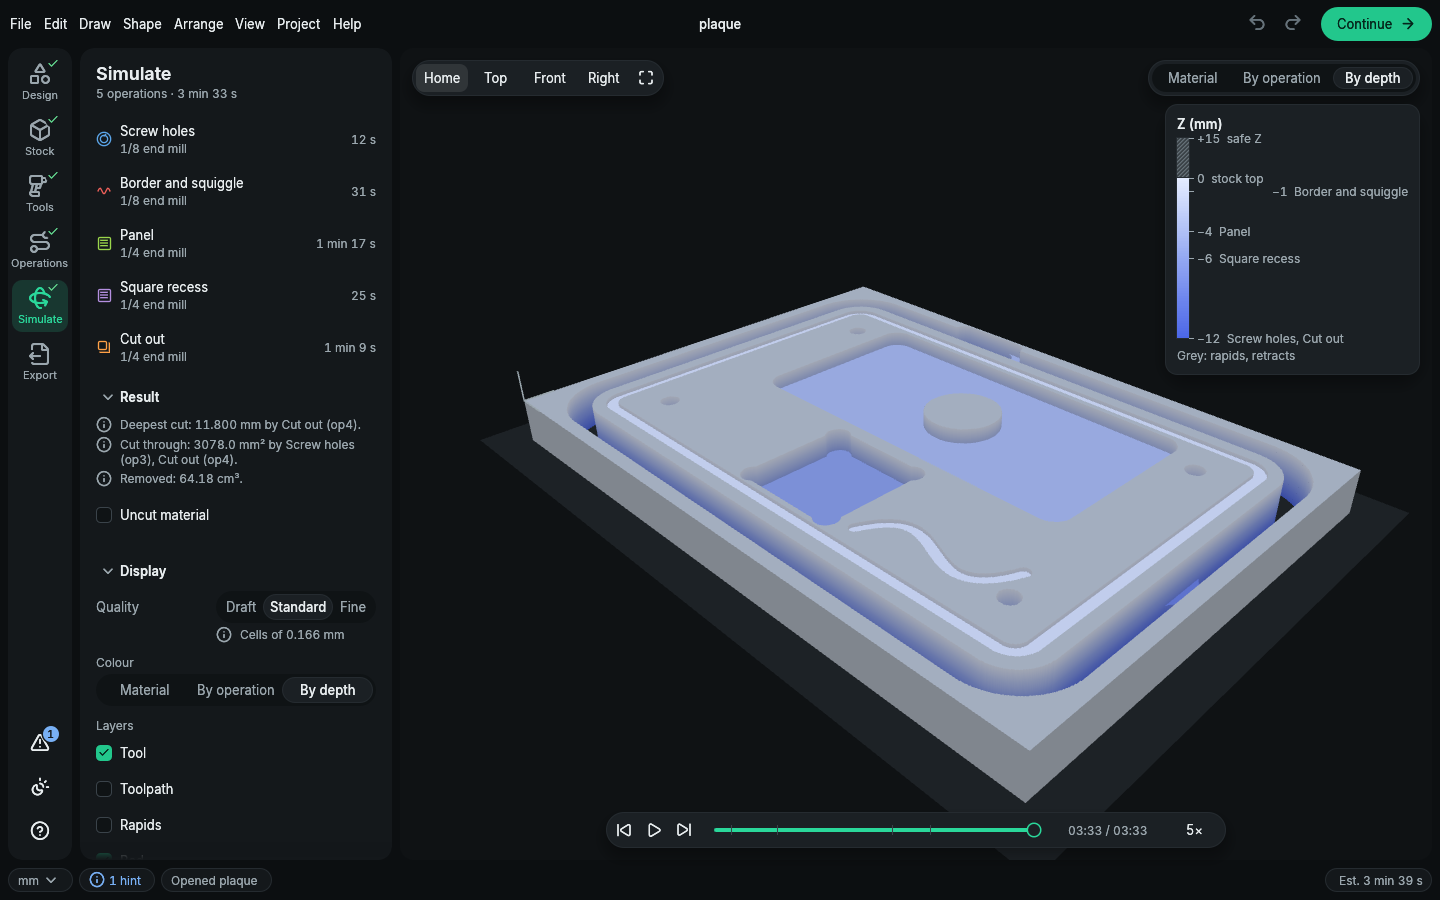 File Edit Draw Shape Arrange View Project Help
plaque
Continue
Design
Stock
Tools
Operations
Simulate
Export
1
Simulate
5 operations · 3 min 33 s
Screw holes
1/8 end mill
12 s
Border and squiggle
1/8 end mill
31 s
Panel
1/4 end mill
1 min 17 s
Square recess
1/4 end mill
25 s
Cut out
1/4 end mill
1 min 9 s
Result
Deepest cut: 11.800 mm by Cut out (op4).
Cut through: 3078.0 mm² by Screw holes
(op3), Cut out (op4).
Removed: 64.18 cm³.
Uncut material
Display
Quality
Draft Standard Fine
Cells of 0.166 mm
Colour
Material By operation By depth
Layers
Tool
Toolpath
Rapids
Home Top Front Right
Material By operation By depth
Z (mm)
+15 safe Z
0 stock top
−1 Border and squiggle
−4 Panel
−6 Square recess
−12 Screw holes, Cut out
Grey: rapids, retracts
03:33 / 03:33
5×
mm
1 hint
Opened plaque
Est. 3 min 39 s